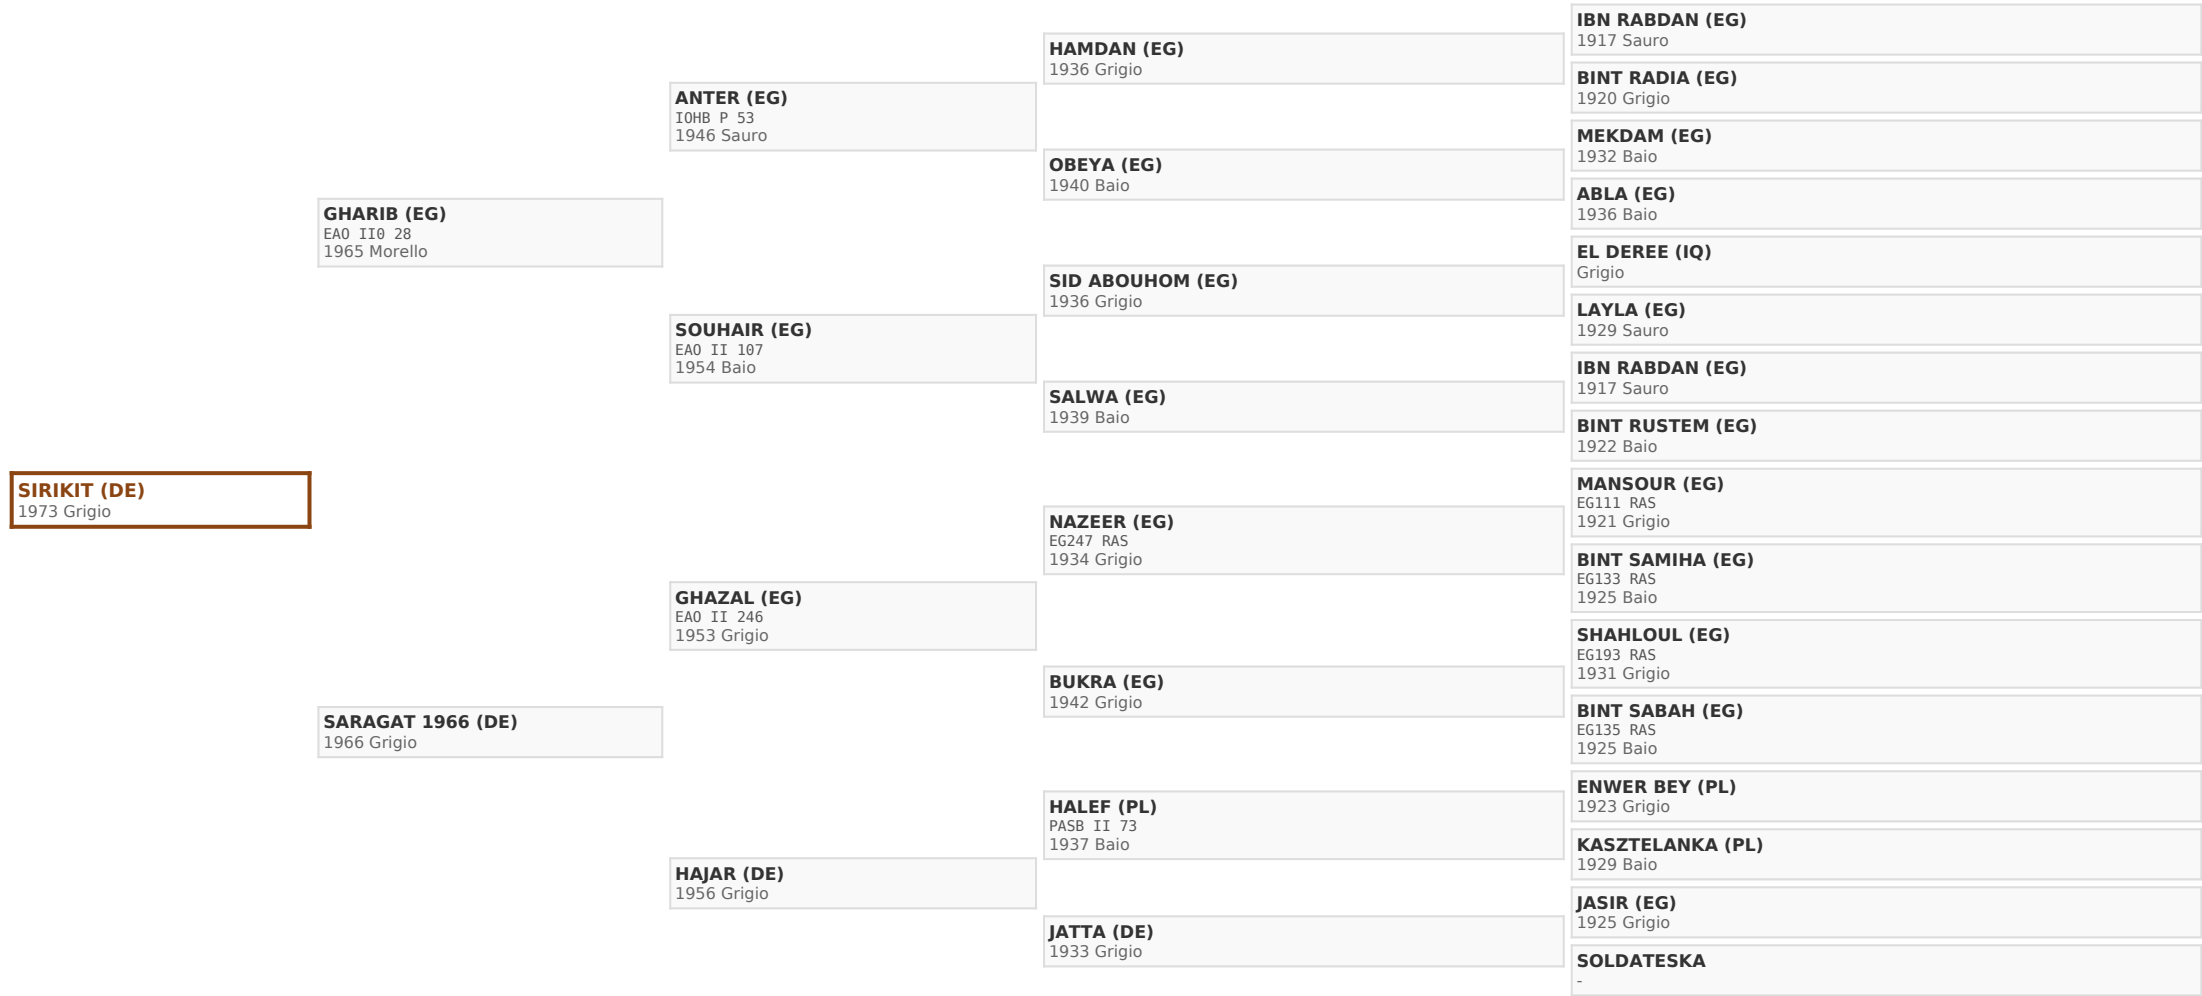 SIRIKIT (DE)
1973 Grigio
GHARIB (EG)
EAO II0 28
1965 Morello
SARAGAT 1966 (DE)
1966 Grigio
ANTER (EG)
IOHB P 53
1946 Sauro
SOUHAIR (EG)
EAO II 107
1954 Baio
GHAZAL (EG)
EAO II 246
1953 Grigio
HAJAR (DE)
1956 Grigio
HAMDAN (EG)
1936 Grigio
OBEYA (EG)
1940 Baio
SID ABOUHOM (EG)
1936 Grigio
SALWA (EG)
1939 Baio
NAZEER (EG)
EG247 RAS
1934 Grigio
BUKRA (EG)
1942 Grigio
HALEF (PL)
PASB II 73
1937 Baio
JATTA (DE)
1933 Grigio
IBN RABDAN (EG)
1917 Sauro
BINT RADIA (EG)
1920 Grigio
MEKDAM (EG)
1932 Baio
ABLA (EG)
1936 Baio
EL DEREE (IQ)
Grigio
LAYLA (EG)
1929 Sauro
IBN RABDAN (EG)
1917 Sauro
BINT RUSTEM (EG)
1922 Baio
MANSOUR (EG)
EG111 RAS
1921 Grigio
BINT SAMIHA (EG)
EG133 RAS
1925 Baio
SHAHLOUL (EG)
EG193 RAS
1931 Grigio
BINT SABAH (EG)
EG135 RAS
1925 Baio
ENWER BEY (PL)
1923 Grigio
KASZTELANKA (PL)
1929 Baio
JASIR (EG)
1925 Grigio
SOLDATESKA
-